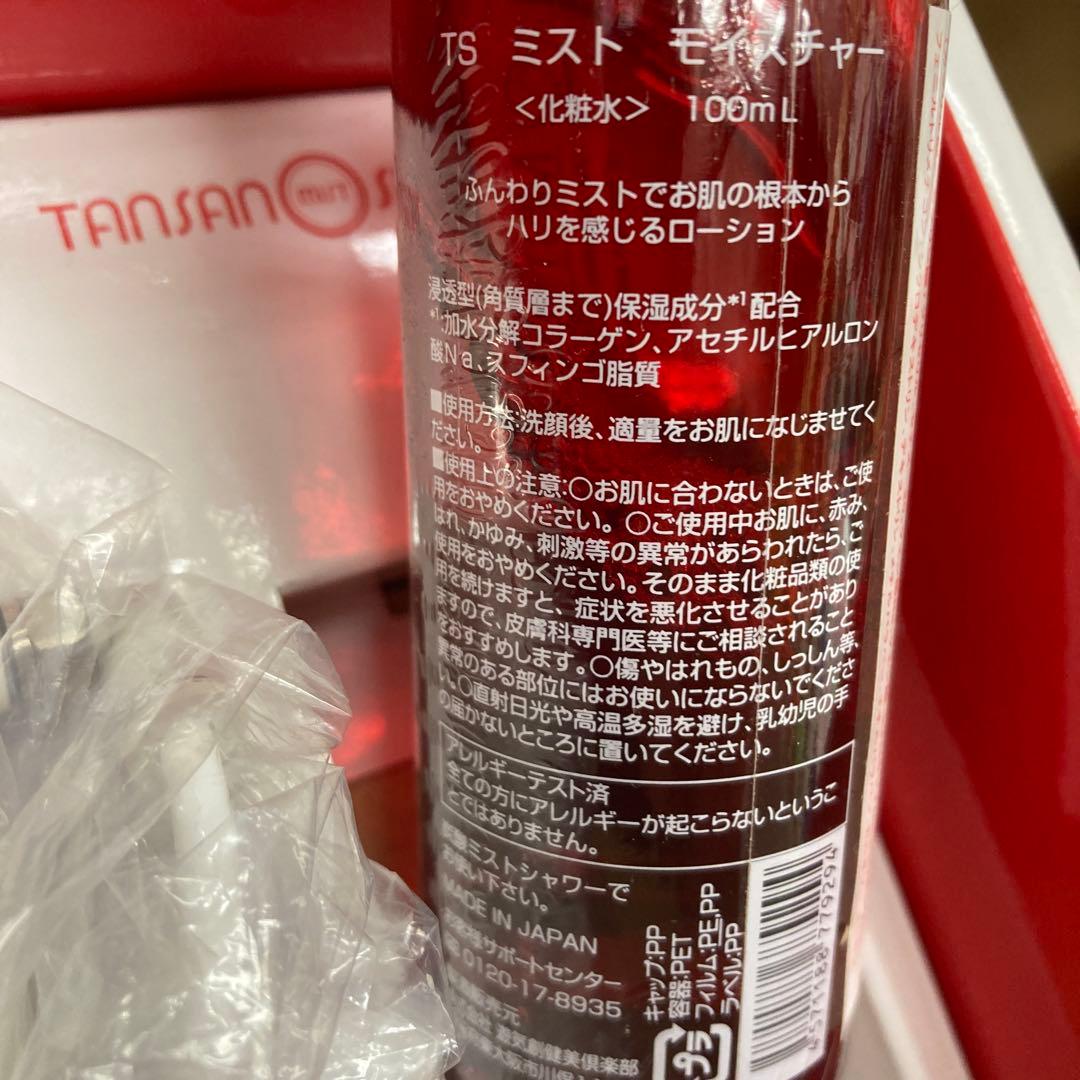 TANSAN
mist
TS ミスト モイスチャー
<化粧水> 100mL
ふんわりミストでお肌の根本から
ハリを感じるローション
浸透型(角質層まで)保湿成分*1配合
*1:加水分解コラーゲン、アセチルヒアルロン
酸Na、スフィンゴ脂質
■使用方法:洗顔後、適量をお肌になじませてく
ださい。
■使用上の注意:○お肌に合わないときは、ご使
用をおやめください。○ご使用中お肌に、赤み、
はれ、かゆみ、刺激等の異常があらわれたら、ご
使用をおやめください。そのまま化粧品類の使
用を続けますと、症状を悪化させることがあり
ますので、皮膚科専門医等にご相談されること
をおすすめします。○傷やはれもの、しっしん等、
異常のある部位にはお使いにならないでくださ
い。○直射日光や高温多湿を避け、乳幼児の手
の届かないところに置いてください。
アレルギーテスト済
全ての方にアレルギーが起こらないというこ
とではありません。
炭酸ミストシャワーで
お使い下さい。
MADE IN JAPAN
お客様サポートセンター
0120-17-8935
創健美倶楽部
キャップ:PP
容器:PET
フィルム:PE,PP
ラベル:PP
プラ
4571188 779294